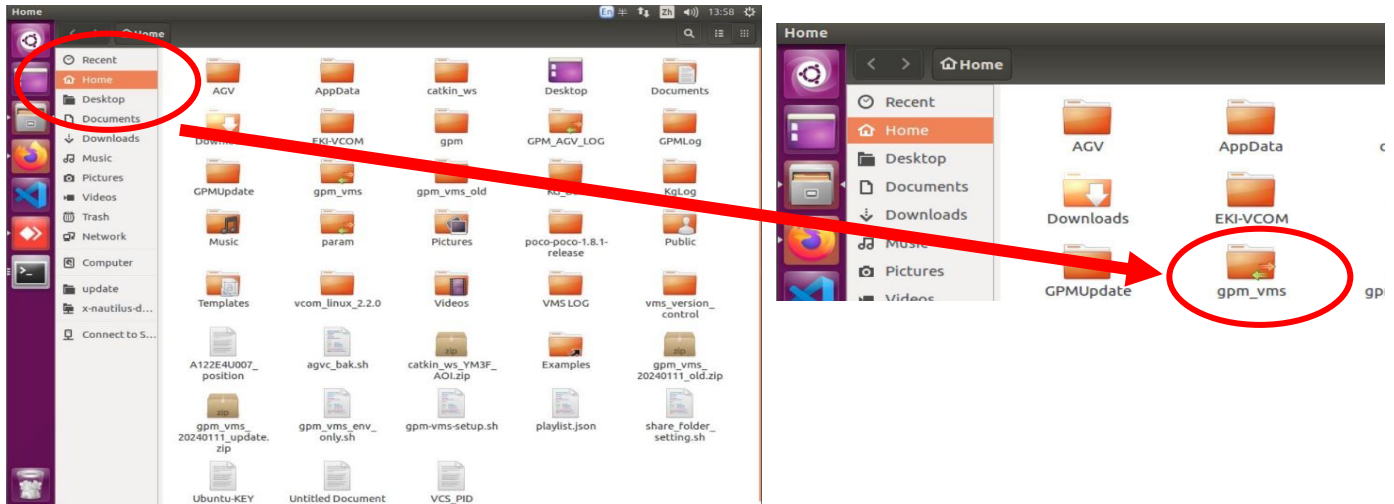 Home
En
Zh
13:58
Home
Recent
Home
Desktop
Documents
Downloads
Music
Pictures
Videos
Trash
Network
Computer
update
x-nautilus-d...
Connect to S...
AGV
AppData
catkin_ws
Desktop
Documents
EKI-VCOM
gpm
GPM_AGV_LOG
GPMLog
GPMUpdate
gpm_vms
gpm_vms_old
KgLog
Music
param
Pictures
poco-poco-1.8.1-
release
Public
Templates
vcom_linux_2.2.0
Videos
VMS LOG
vms_version_
control
A122E4U007_
position
agvc_bak.sh
zip
catkin_ws_YM3F_
AOI.zip
Examples
zip
gpm_vms_
20240111_old.zip
zip
gpm_vms_
20240111_update.
zip
gpm_vms_env_
only.sh
gpm-vms-setup.sh
playlist.json
share_folder_
setting.sh
Ubuntu-KEY
Untitled Document
VCS_PID
Home
Home
Recent
Home
Desktop
Documents
Downloads
Music
Pictures
Videos
AGV
AppData
Downloads
EKI-VCOM
GPMUpdate
gpm_vms